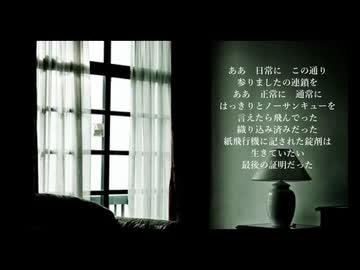 ああ　日常に　この通り
参りましたの連鎖を
ああ　正常に　通常に
はっきりとノーサンキューを
言えたら飛んでった
織り込み済みだった
紙飛行機に記された錠剤は
生きていたい
最後の証明だった